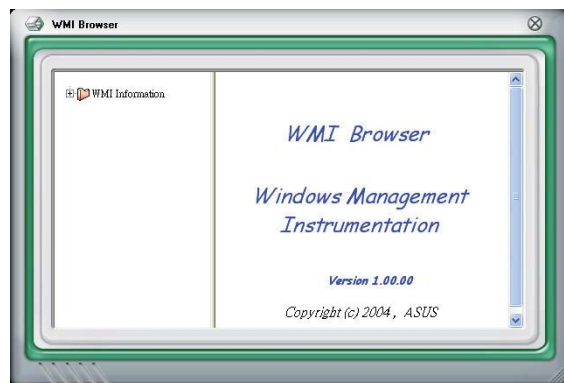 WMI Browser
WMI Information
WMI Browser
Windows Management
Instrumentation
Version 1.00.00
Copyright (c) 2004, ASUS